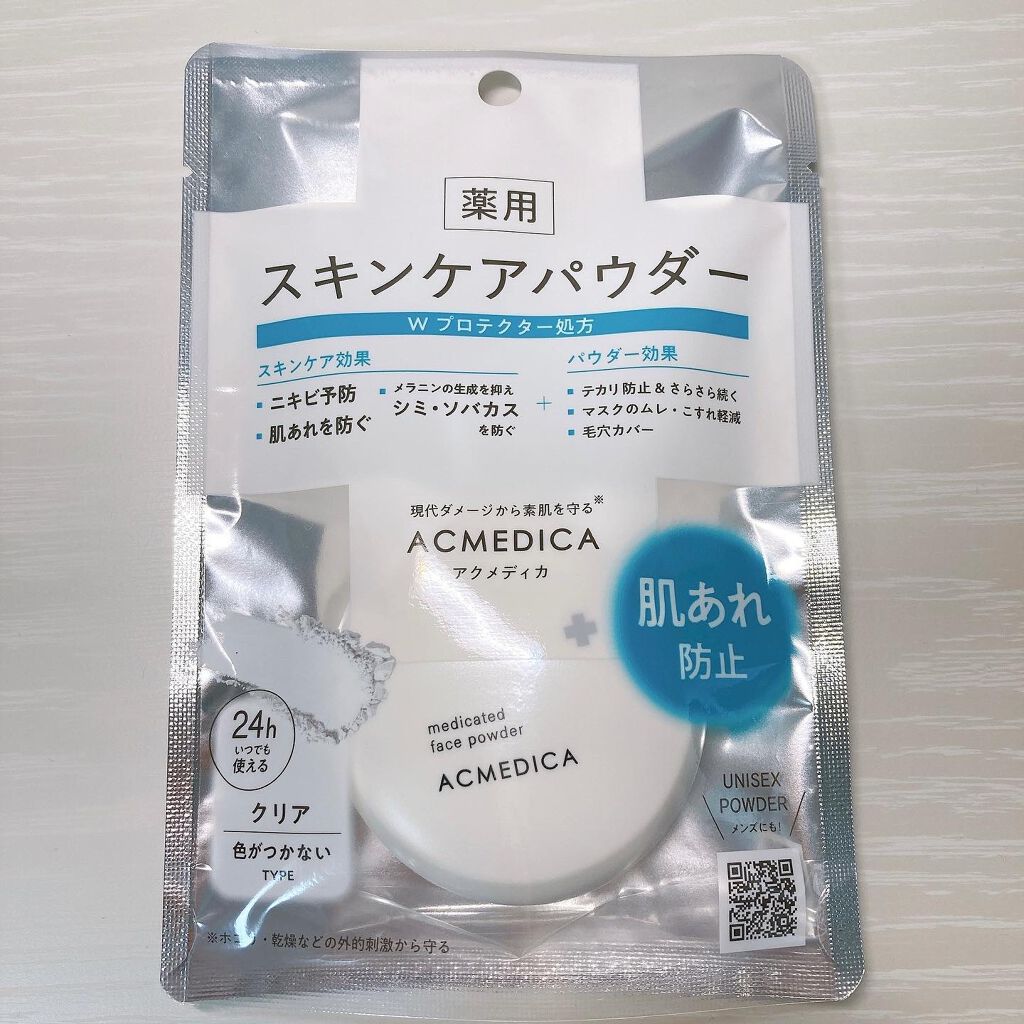 薬用
スキンケアパウダー
W プロテクター処方
スキンケア効果
ニキビ予防
肌あれを防ぐ
メラニンの生成を抑え
シミ・ソバカス
を防ぐ
+
パウダー効果
テカリ防止 & さらさら続く
マスクのムレ・こすれ軽減
毛穴カバー
現代ダメージから素肌を守る※
ACMEDICA
アクメディカ
肌あれ
防止
medicated
face powder
ACMEDICA
24h
いつでも
使える
クリア
色がつかない
TYPE
UNISEX
POWDER
メンズにも!
※ホコリ・乾燥などの外的刺激から守る